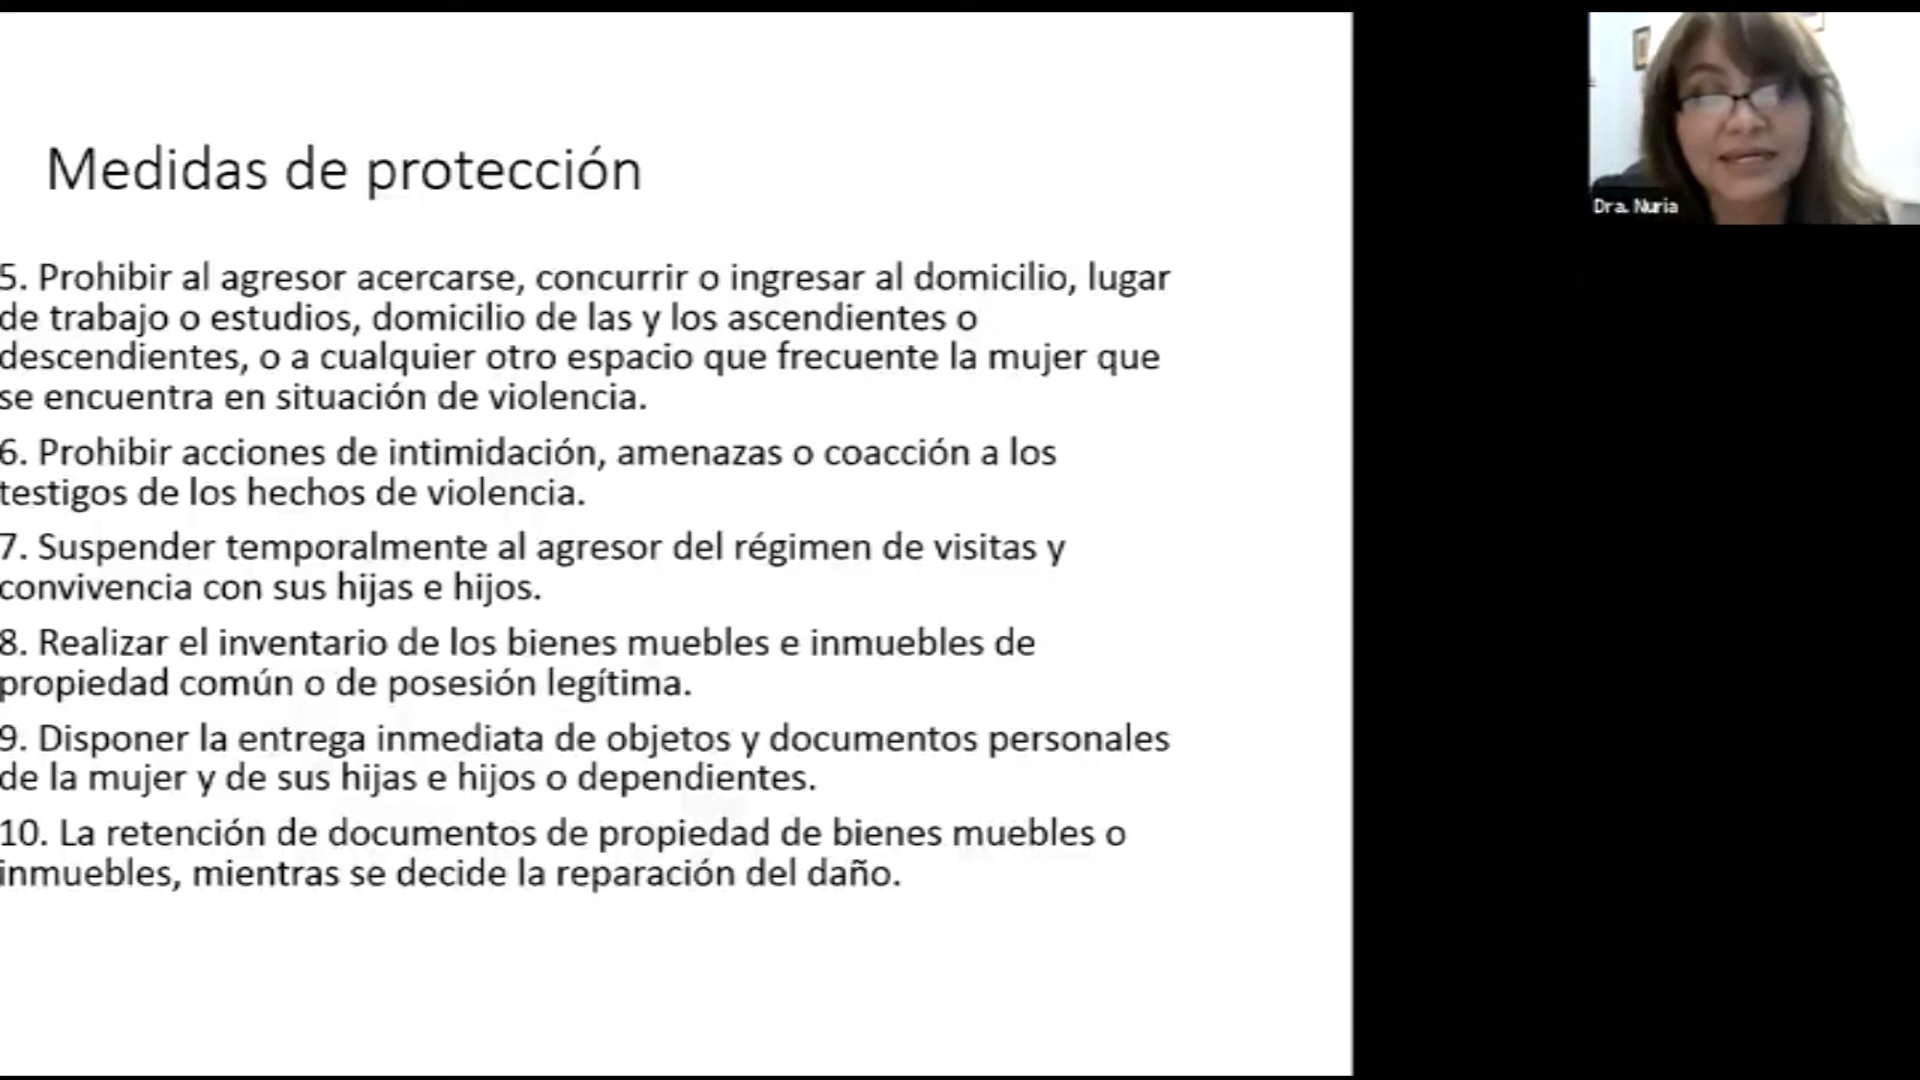 Medidas de protección
5. Prohibir al agresor acercarse, concurrir o ingresar al domicilio, lugar
de trabajo o estudios, domicilio de las y los ascendientes o
descendientes, o a cualquier otro espacio que frecuente la mujer que
se encuentra en situación de violencia.
6. Prohibir acciones de intimidación, amenazas o coacción a los
testigos de los hechos de violencia.
7. Suspender temporalmente al agresor del régimen de visitas y
convivencia con sus hijas e hijos.
8. Realizar el inventario de los bienes muebles e inmuebles de
propiedad común o de posesión legítima.
9. Disponer la entrega inmediata de objetos y documentos personales
de la mujer y de sus hijas e hijos o dependientes.
10. La retención de documentos de propiedad de bienes muebles o
inmuebles, mientras se decide la reparación del daño.
Dra. Nuria